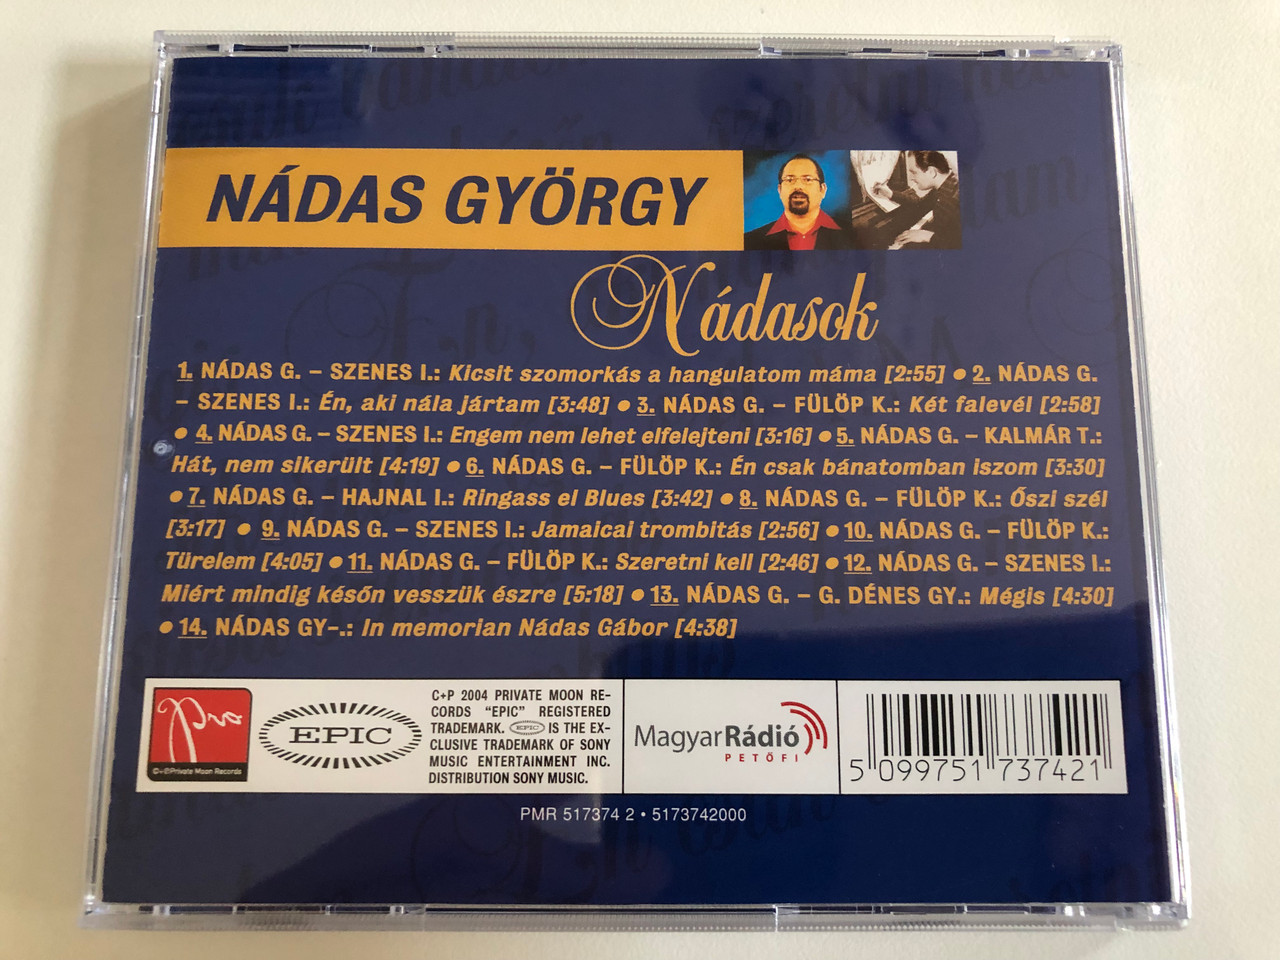 NÁDAS GYÖRGY
Nádasok
1. NÁDAS G. – SZENES I.: Kicsit szomorkás a hangulatom máma [2:55] • 2. NÁDAS G.
– SZENES I.: Én, aki nála jártam [3:48] • 3. NÁDAS G. – FÜLÖP K.: Két falevél [2:58]
• 4. NÁDAS G. – SZENES I.: Engem nem lehet elfelejteni [3:16] • 5. NÁDAS G. – KALMÁR T.:
Hát, nem sikerült [4:19] • 6. NÁDAS G. – FÜLÖP K.: Én csak bánatomban iszom [3:30]
• 7. NÁDAS G. – HAJNAL I.: Ringass el Blues [3:42] • 8. NÁDAS G. – FÜLÖP K.: Őszi szél
[3:17] • 9. NÁDAS G. – SZENES I.: Jamaicai trombitás [2:56] • 10. NÁDAS G. – FÜLÖP K.:
Türelem [4:05] • 11. NÁDAS G. – FÜLÖP K.: Szeretni kell [2:46] • 12. NÁDAS G. – SZENES I.:
Miért mindig későn vesszük észre [5:18] • 13. NÁDAS G. – G. DÉNES GY.: Mégis [4:30]
• 14. NÁDAS GY-.: In memorian Nádas Gábor [4:38]
Pro
©+℗Private Moon Records
EPIC
C+P 2004 PRIVATE MOON RE-
CORDS "EPIC" REGISTERED
TRADEMARK. EPIC IS THE EX-
CLUSIVE TRADEMARK OF SONY
MUSIC ENTERTAINMENT INC.
DISTRIBUTION SONY MUSIC.
MagyarRádió
PETŐFI
5 099751 737421
PMR 517374 2 • 5173742000